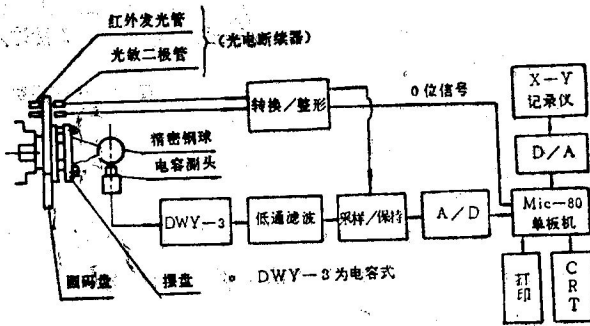 红外发光管
光敏二极管
（光电断续器）
转换／整形
0位信号
X—Y
记录仪
D／A
精密钢球
电容测头
DWY—3
低通滤波
采样／保持
A／D
Mic—80
单板机
圆码盘
摆盘
DWY—3为电容式
打印
CRT